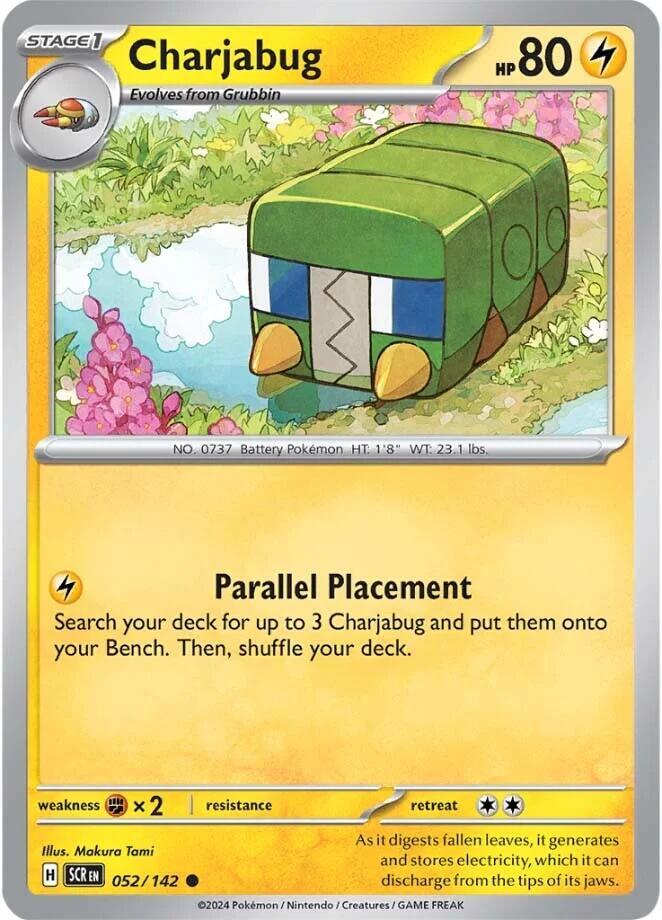 STAGE1
Charjabug
HP 80
Evolves from Grubbin
NO. 0737 Battery Pokémon HT: 1'8" WT: 23.1 lbs.
Parallel Placement
Search your deck for up to 3 Charjabug and put them onto
your Bench. Then, shuffle your deck.
weakness ×2 resistance retreat
Illus. Makura Tami
H SCR EN 052/142
As it digests fallen leaves, it generates
and stores electricity, which it can
discharge from the tips of its jaws.
©2024 Pokémon / Nintendo / Creatures / GAME FREAK